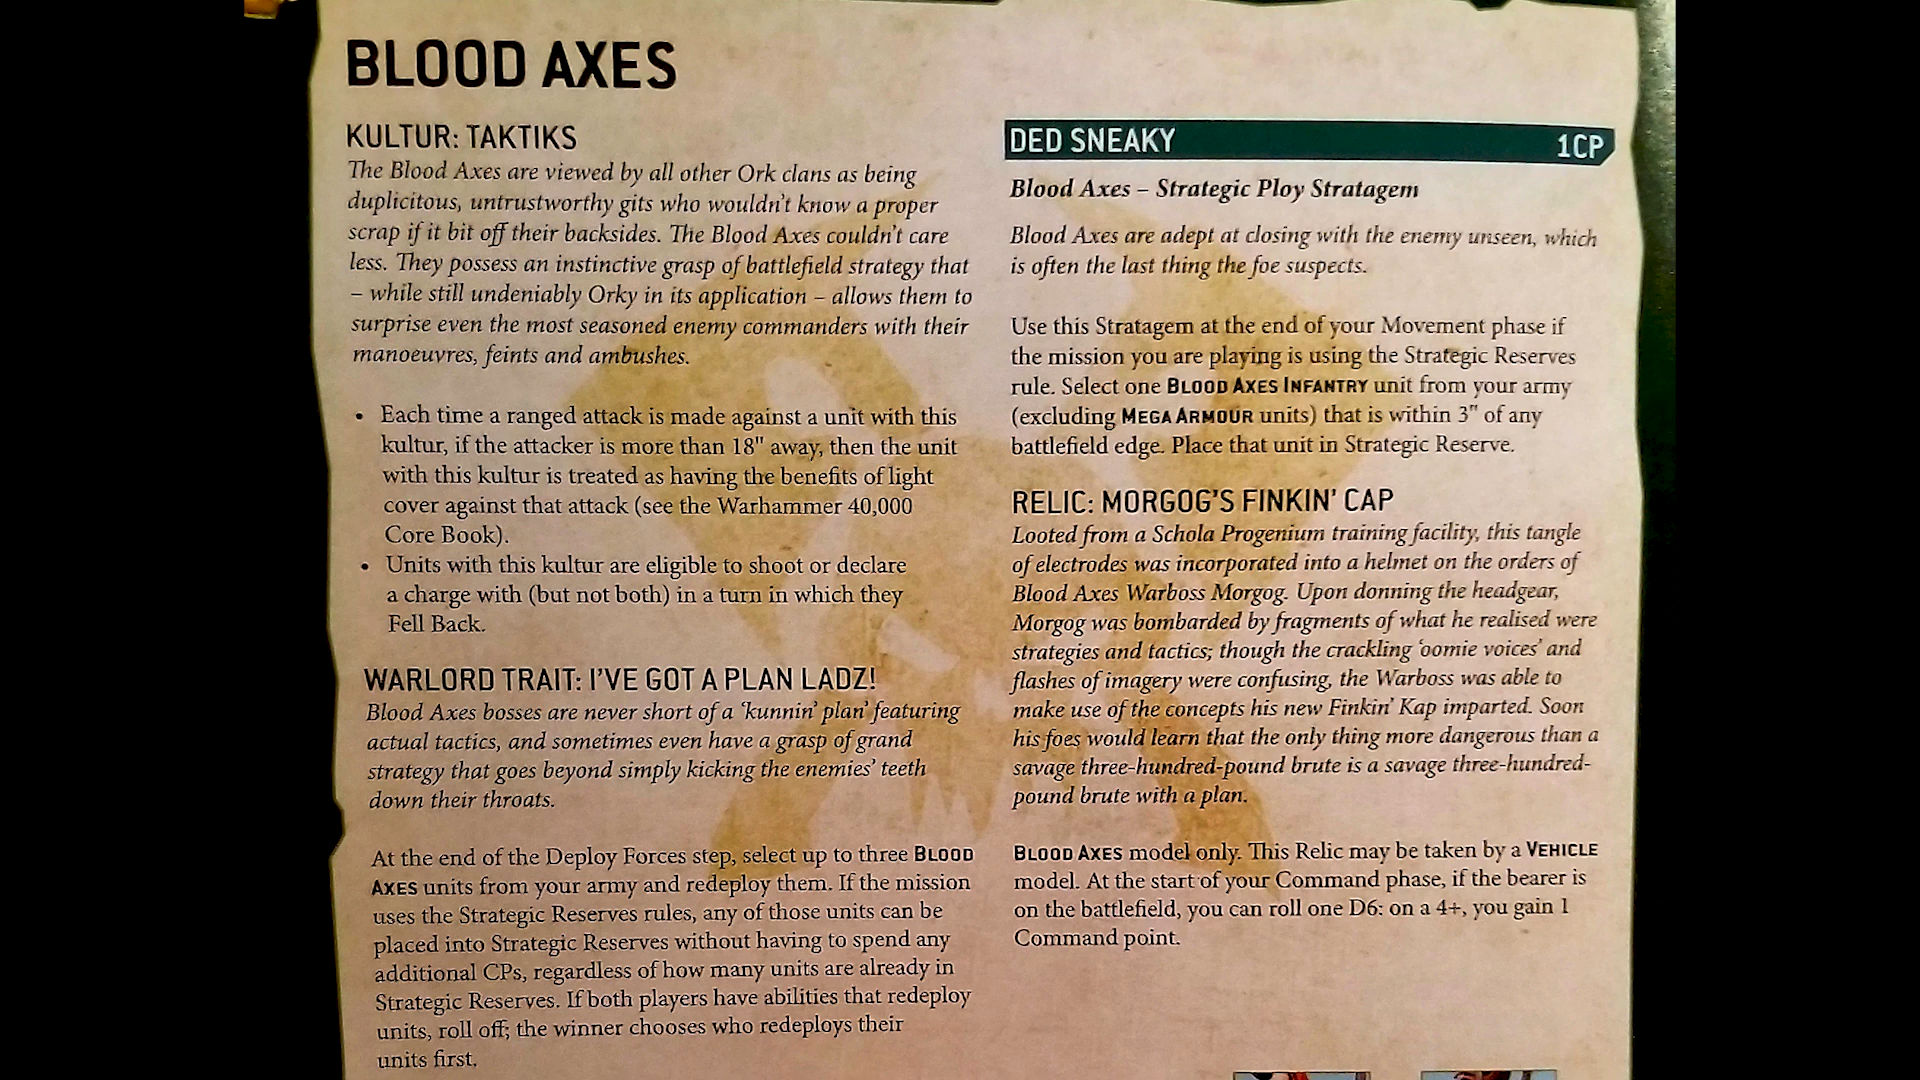 BLOOD AXES
KULTUR: TAKTIKS
The Blood Axes are viewed by all other Ork clans as being
duplicitous, untrustworthy gits who wouldn't know a proper
scrap if it bit off their backsides. The Blood Axes couldn't care
less. They possess an instinctive grasp of battlefield strategy that
– while still undeniably Orky in its application – allows them to
surprise even the most seasoned enemy commanders with their
manoeuvres, feints and ambushes.
• Each time a ranged attack is made against a unit with this
kultur, if the attacker is more than 18" away, then the unit
with this kultur is treated as having the benefits of light
cover against that attack (see the Warhammer 40,000
Core Book).
• Units with this kultur are eligible to shoot or declare
a charge with (but not both) in a turn in which they
Fell Back.
WARLORD TRAIT: I'VE GOT A PLAN LADZ!
Blood Axes bosses are never short of a 'kunnin' plan' featuring
actual tactics, and sometimes even have a grasp of grand
strategy that goes beyond simply kicking the enemies' teeth
down their throats.
At the end of the Deploy Forces step, select up to three BLOOD
AXES units from your army and redeploy them. If the mission
uses the Strategic Reserves rules, any of those units can be
placed into Strategic Reserves without having to spend any
additional CPs, regardless of how many units are already in
Strategic Reserves. If both players have abilities that redeploy
units, roll off; the winner chooses who redeploys their
units first.
DED SNEAKY 1CP
Blood Axes – Strategic Ploy Stratagem
Blood Axes are adept at closing with the enemy unseen, which
is often the last thing the foe suspects.
Use this Stratagem at the end of your Movement phase if
the mission you are playing is using the Strategic Reserves
rule. Select one BLOOD AXES INFANTRY unit from your army
(excluding MEGA ARMOUR units) that is within 3" of any
battlefield edge. Place that unit in Strategic Reserve.
RELIC: MORGOG'S FINKIN' CAP
Looted from a Schola Progenium training facility, this tangle
of electrodes was incorporated into a helmet on the orders of
Blood Axes Warboss Morgog. Upon donning the headgear,
Morgog was bombarded by fragments of what he realised were
strategies and tactics; though the crackling 'oomie voices' and
flashes of imagery were confusing, the Warboss was able to
make use of the concepts his new Finkin' Kap imparted. Soon
his foes would learn that the only thing more dangerous than a
savage three-hundred-pound brute is a savage three-hundred-
pound brute with a plan.
BLOOD AXES model only. This Relic may be taken by a VEHICLE
model. At the start of your Command phase, if the bearer is
on the battlefield, you can roll one D6: on a 4+, you gain 1
Command point.